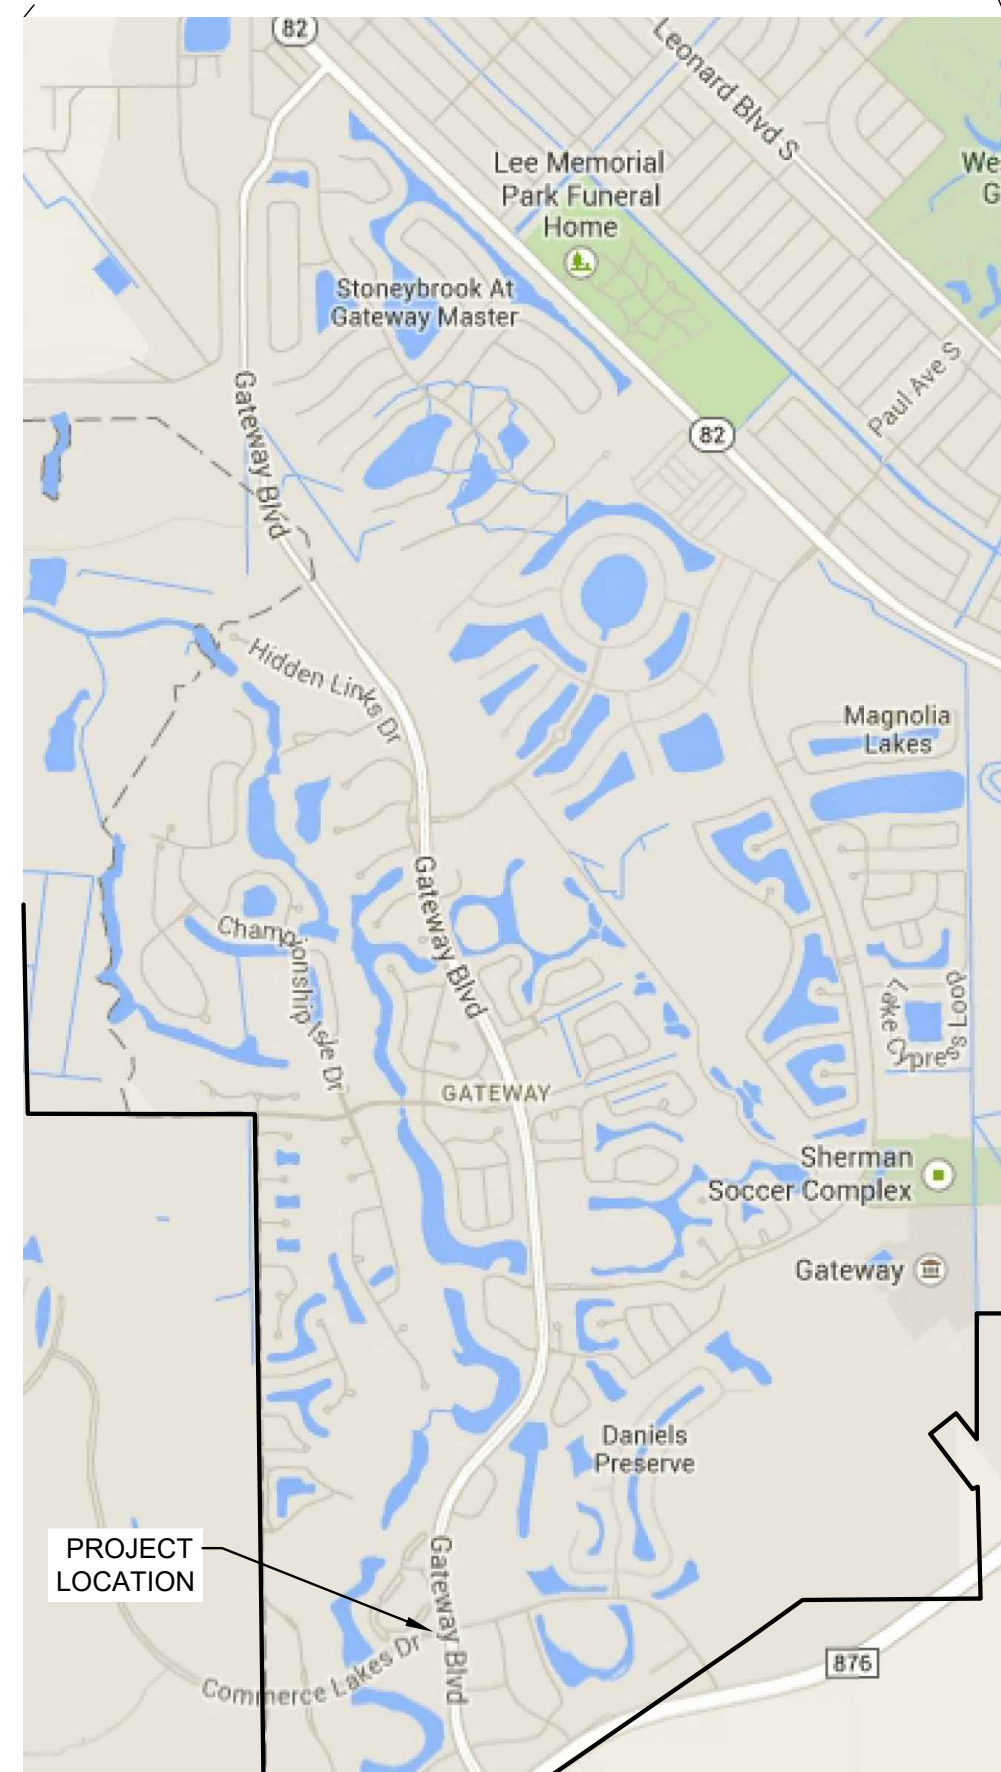 82
Leonard Blvd S
Lee Memorial
Park Funeral
Home
We
G
Stoneybrook At
Gateway Master
Paul Ave S
Gateway Blvd
82
Hidden Links Dr
Magnolia
Lakes
Gateway Blvd
Championship Isle Dr
Lake Cypress Loop
GATEWAY
Sherman
Soccer Complex
Gateway
Daniels
Preserve
PROJECT
LOCATION
Gateway Blvd
Commerce Lakes Dr
876